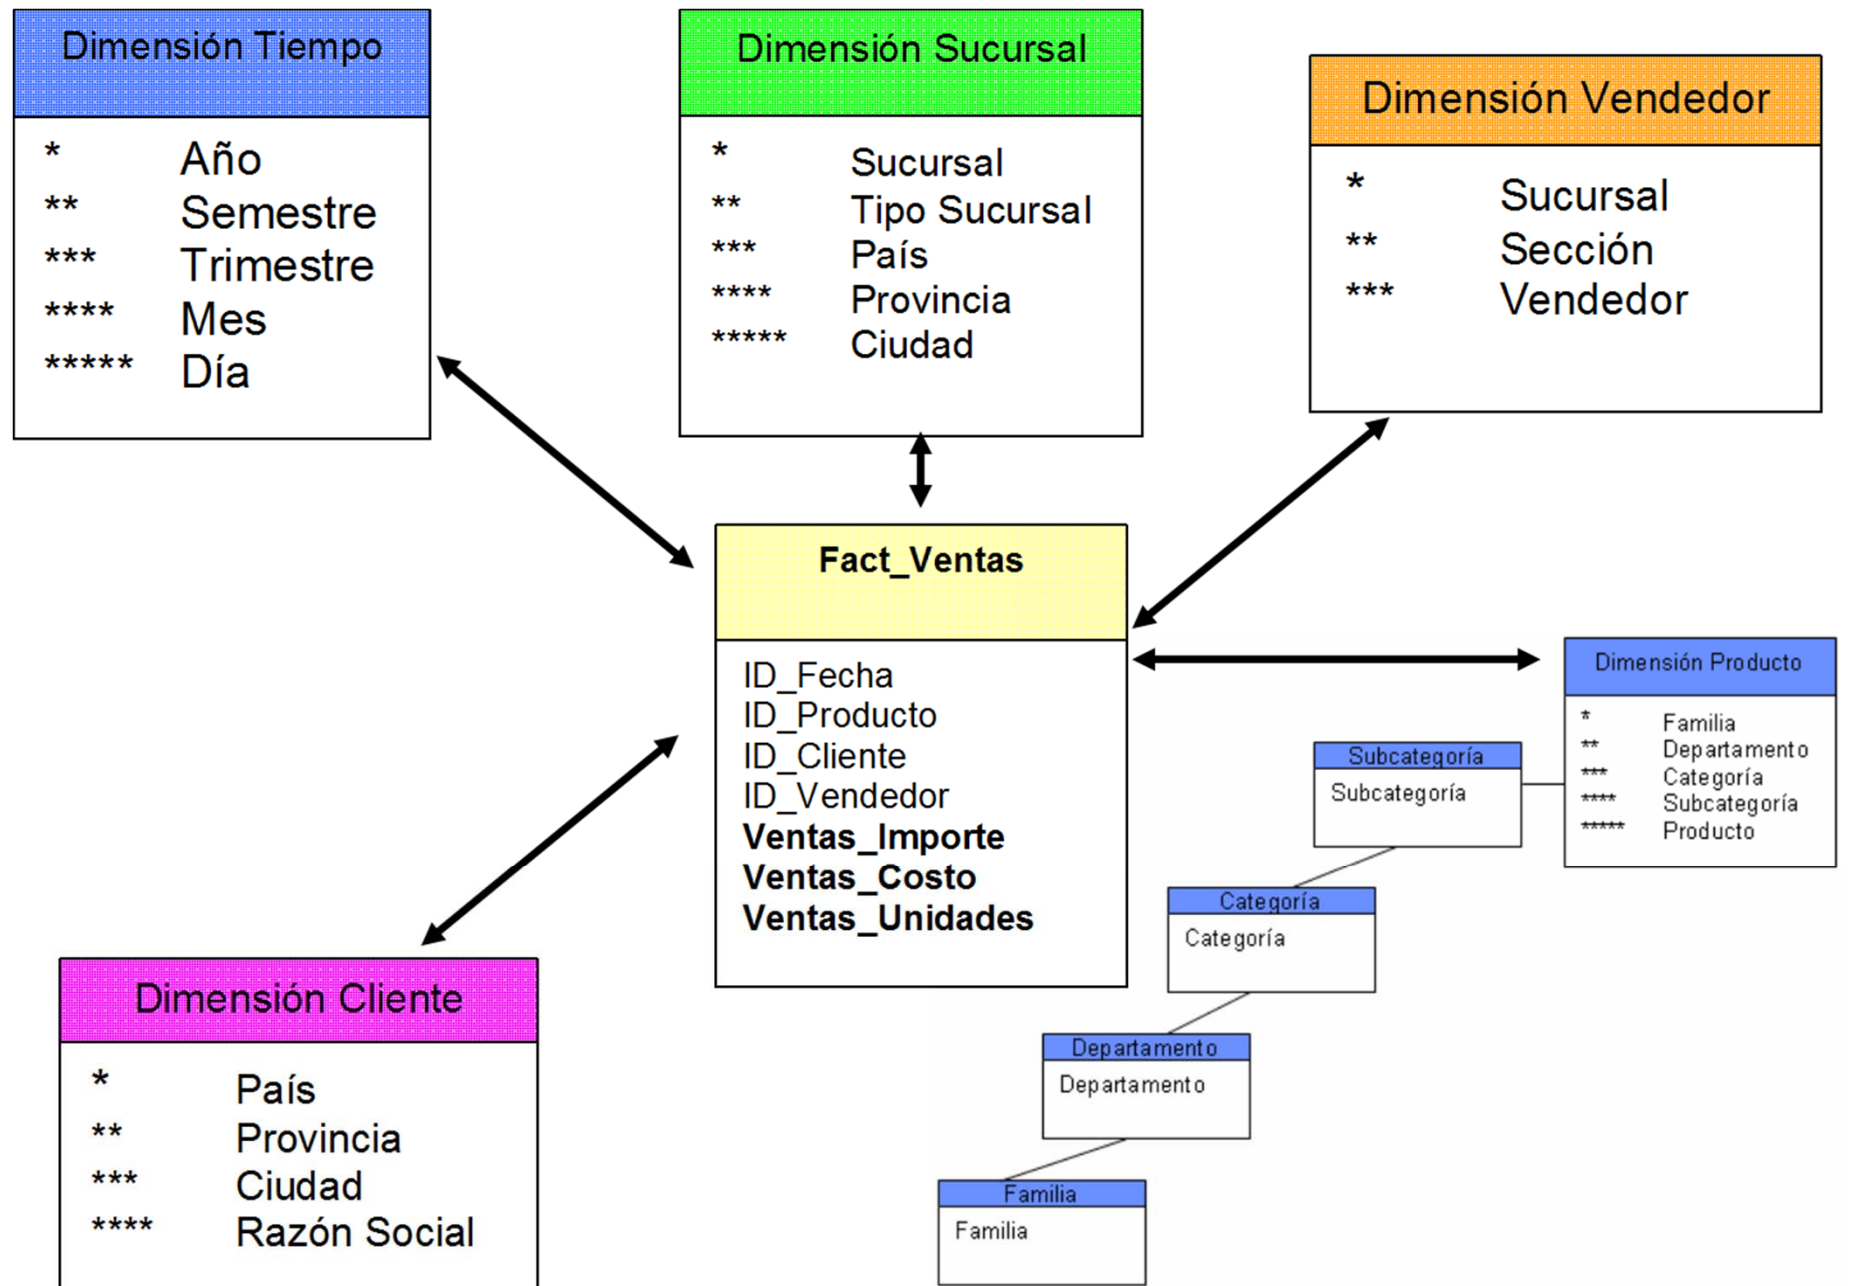 Dimensión Tiempo
* Año
** Semestre
*** Trimestre
**** Mes
***** Día
Dimensión Sucursal
* Sucursal
** Tipo Sucursal
*** País
**** Provincia
***** Ciudad
Dimensión Vendedor
* Sucursal
** Sección
*** Vendedor
Fact_Ventas
ID_Fecha
ID_Producto
ID_Cliente
ID_Vendedor
Ventas_Importe
Ventas_Costo
Ventas_Unidades
Dimensión Producto
* Familia
** Departamento
*** Categoría
**** Subcategoría
***** Producto
Subcategoría
Subcategoría
Categoría
Categoría
Departamento
Departamento
Familia
Familia
Dimensión Cliente
* País
** Provincia
*** Ciudad
**** Razón Social